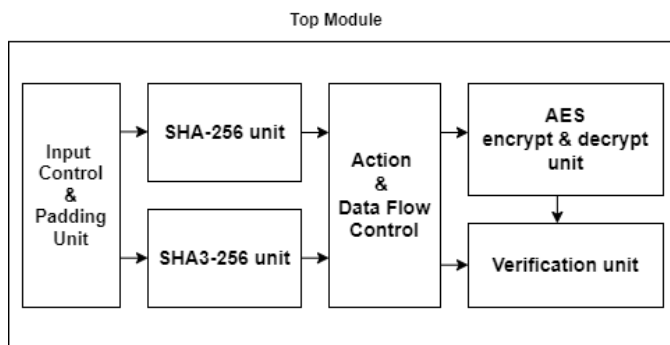 Top Module
Input
Control
&
Padding
Unit
SHA-256 unit
SHA3-256 unit
Action
&
Data Flow
Control
AES
encrypt & decrypt
unit
Verification unit